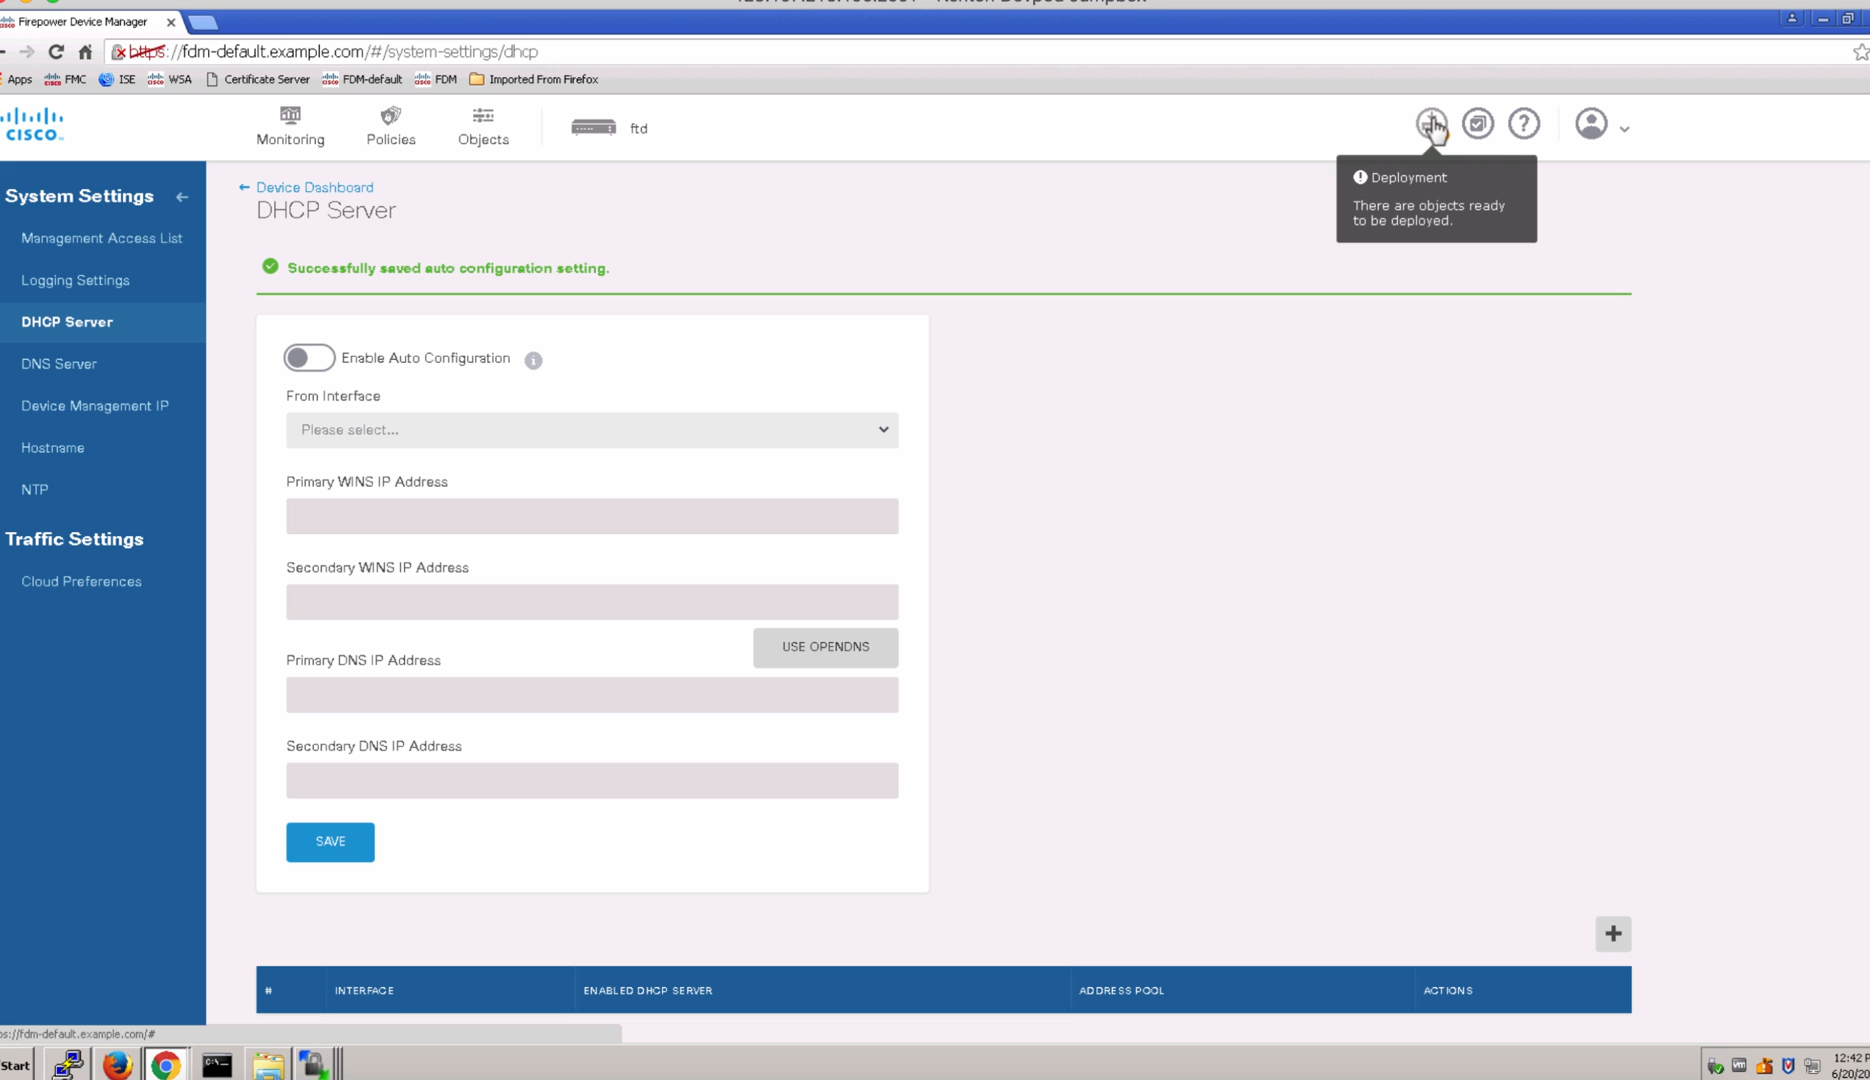 Firepower Device Manager
https://fdm-default.example.com/#/system-settings/dhcp
Apps FMC ISE WSA Certificate Server FDM-default FDM Imported From Firefox
CISCO
Monitoring Policies Objects ftd
Deployment
There are objects ready
to be deployed.
System Settings
Management Access List
Logging Settings
DHCP Server
DNS Server
Device Management IP
Hostname
NTP
Traffic Settings
Cloud Preferences
Device Dashboard
DHCP Server
Successfully saved auto configuration setting.
Enable Auto Configuration
From Interface
Please select...
Primary WINS IP Address
Secondary WINS IP Address
USE OPENDNS
Primary DNS IP Address
Secondary DNS IP Address
SAVE
# INTERFACE ENABLED DHCP SERVER ADDRESS POOL ACTIONS
ps://fdm-default.example.com/#
Start
12:42 P
6/20/20